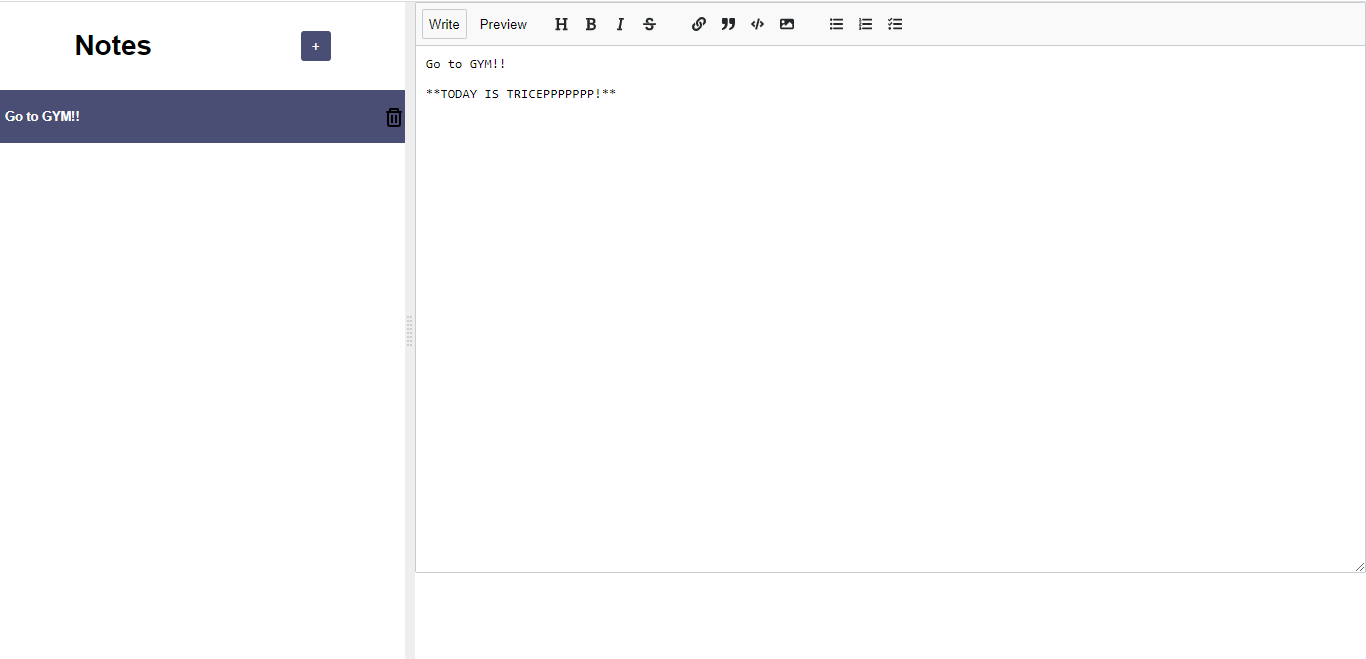 Notes
+
Go to GYM!!
Write Preview H B I S
Go to GYM!!
**TODAY IS TRICEPPPPPPP!**